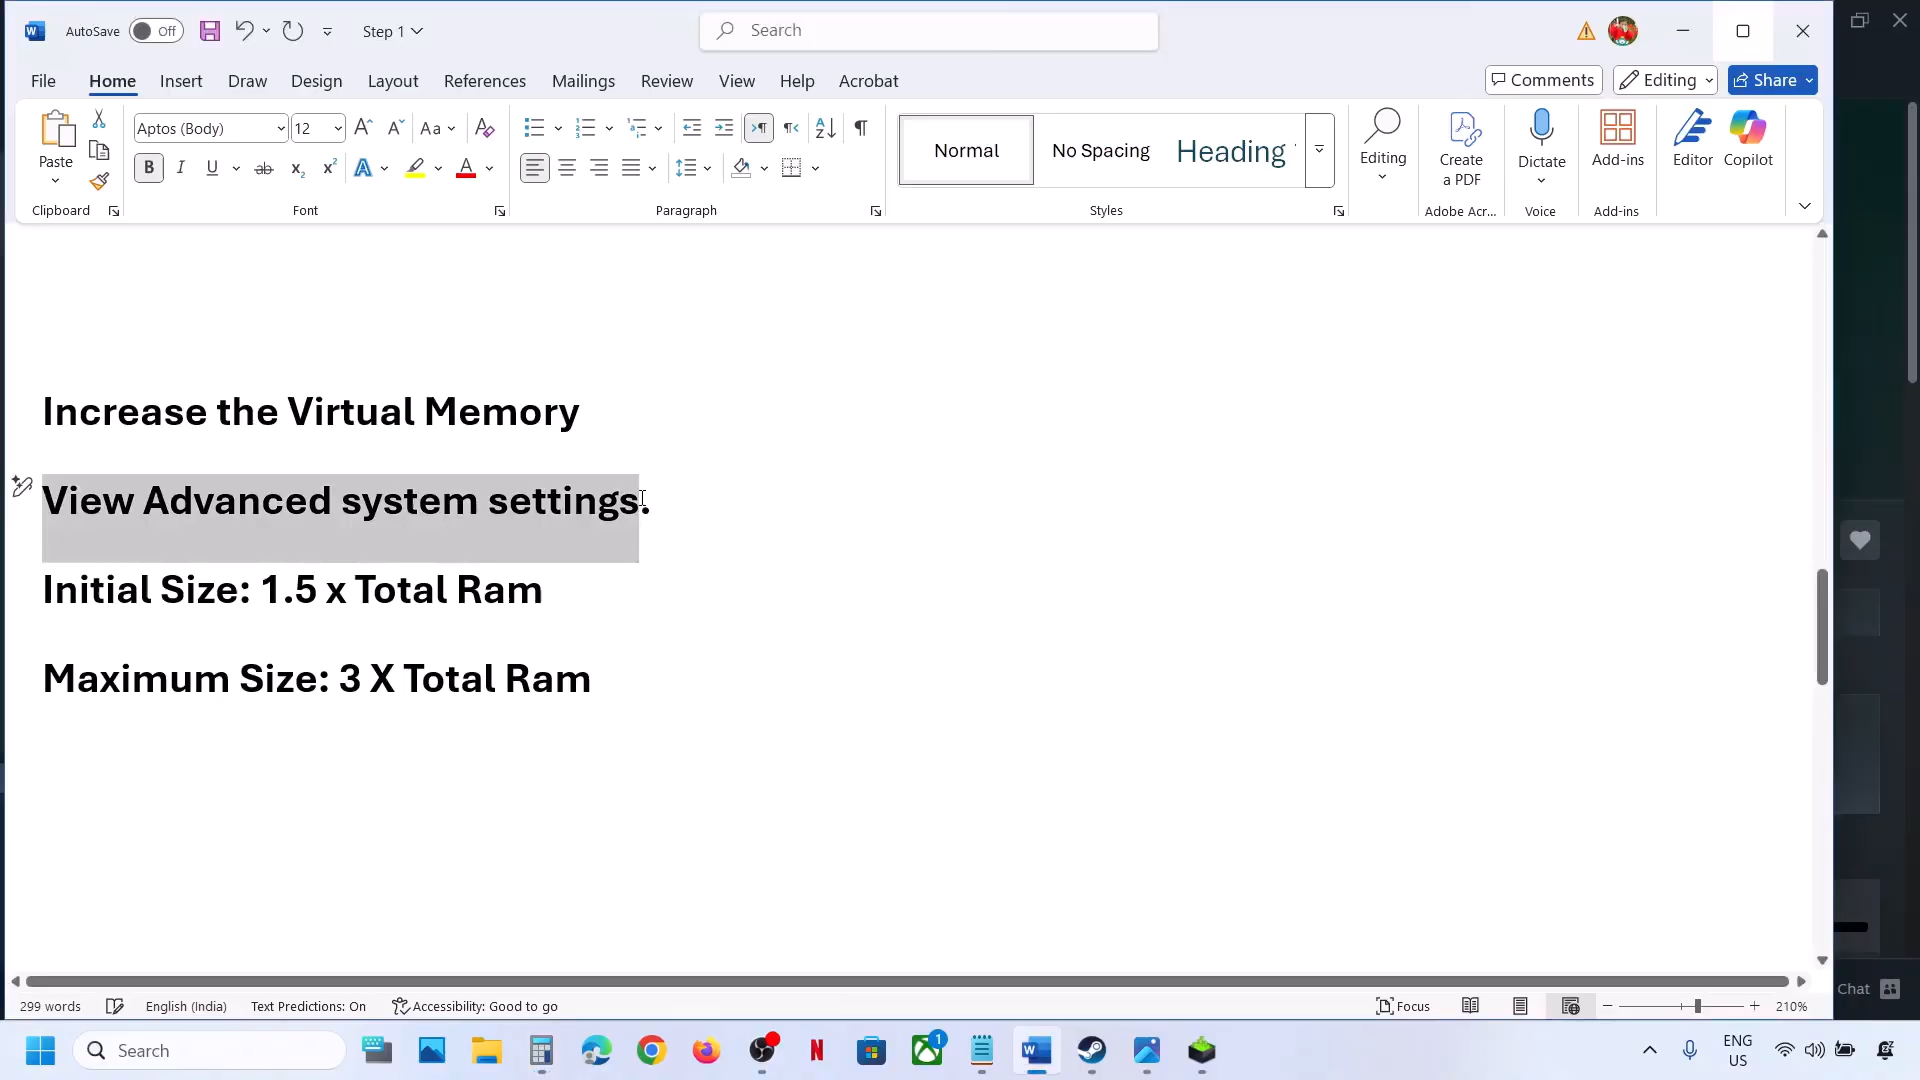 AutoSave Off Step 1 Search
File Home Insert Draw Design Layout References Mailings Review View Help Acrobat Comments Editing Share
Paste
Clipboard
Aptos (Body) 12
Font
Paragraph
Normal No Spacing Heading
Styles
Editing
Create a PDF
Adobe Acr...
Dictate
Voice
Add-ins
Add-ins
Editor
Copilot
Increase the Virtual Memory
View Advanced system settings.
Initial Size: 1.5 x Total Ram
Maximum Size: 3 X Total Ram
Chat
299 words English (India) Text Predictions: On Accessibility: Good to go Focus 210%
Search 1 ENG
US